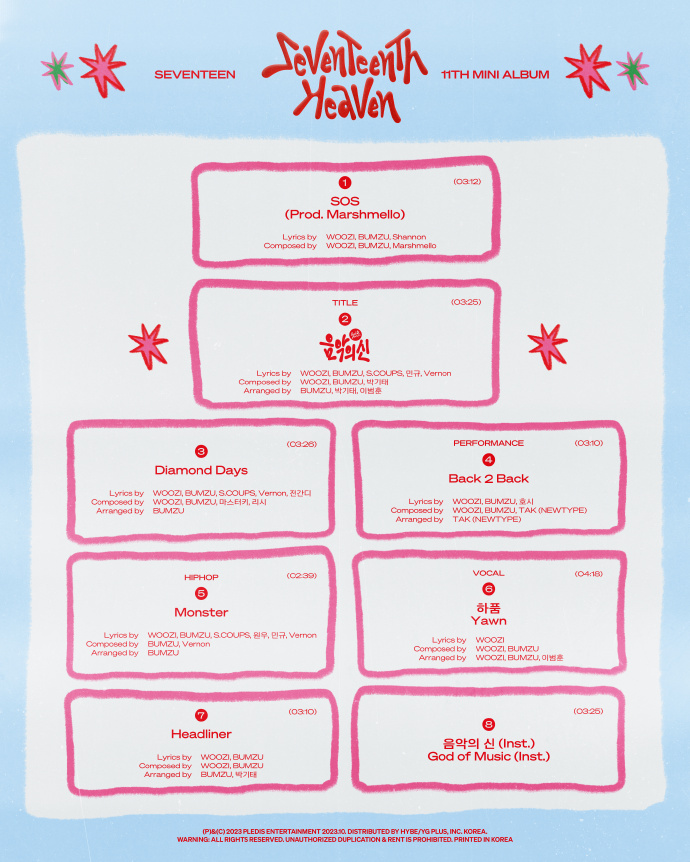 SEVENTEEN
Seventeenth
Heaven
11TH MINI ALBUM
1
(03:12)
SOS
(Prod. Marshmello)
Lyrics by WOOZI, BUMZU, Shannon
Composed by WOOZI, BUMZU, Marshmello
TITLE
(03:25)
2
음악의 신
Lyrics by WOOZI, BUMZU, S.COUPS, 민규, Vernon
Composed by WOOZI, BUMZU, 박기태
Arranged by BUMZU, 박기태, 이범훈
(03:26)
3
Diamond Days
Lyrics by WOOZI, BUMZU, S.COUPS, Vernon, 전간디
Composed by WOOZI, BUMZU, 마스터키, 리시
Arranged by BUMZU
PERFORMANCE
(03:10)
4
Back 2 Back
Lyrics by WOOZI, BUMZU, 호시
Composed by WOOZI, BUMZU, TAK (NEWTYPE)
Arranged by TAK (NEWTYPE)
HIPHOP
(02:39)
5
Monster
Lyrics by WOOZI, BUMZU, S.COUPS, 원우, 민규, Vernon
Composed by BUMZU, Vernon
Arranged by BUMZU
VOCAL
(04:18)
6
하품
Yawn
Lyrics by WOOZI
Composed by WOOZI, BUMZU
Arranged by WOOZI, BUMZU, 이범훈
(03:10)
7
Headliner
Lyrics by WOOZI, BUMZU
Composed by WOOZI, BUMZU
Arranged by BUMZU, 박기태
(03:25)
8
음악의 신 (Inst.)
God of Music (Inst.)
(P)&(C) 2023 PLEDIS ENTERTAINMENT 2023.10. DISTRIBUTED BY HYBE/YG PLUS, INC. KOREA.
WARNING: ALL RIGHTS RESERVED. UNAUTHORIZED DUPLICATION & RENT IS PROHIBITED. PRINTED IN KOREA